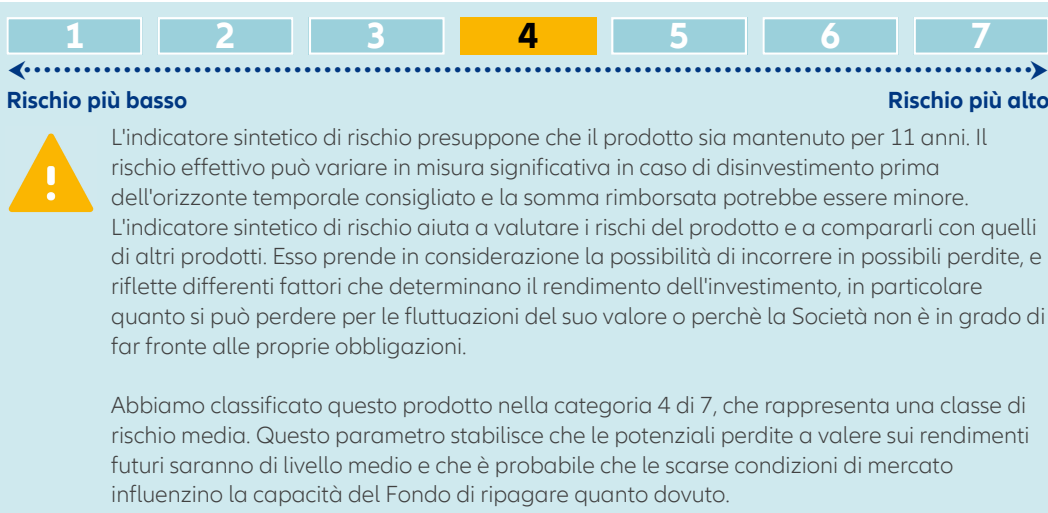 1 2 3 4 5 6 7
Rischio più basso Rischio più alto
L'indicatore sintetico di rischio presuppone che il prodotto sia mantenuto per 11 anni. Il
rischio effettivo può variare in misura significativa in caso di disinvestimento prima
dell'orizzonte temporale consigliato e la somma rimborsata potrebbe essere minore.
L'indicatore sintetico di rischio aiuta a valutare i rischi del prodotto e a compararli con quelli
di altri prodotti. Esso prende in considerazione la possibilità di incorrere in possibili perdite, e
riflette differenti fattori che determinano il rendimento dell'investimento, in particolare
quanto si può perdere per le fluttuazioni del suo valore o perchè la Società non è in grado di
far fronte alle proprie obbligazioni.
Abbiamo classificato questo prodotto nella categoria 4 di 7, che rappresenta una classe di
rischio media. Questo parametro stabilisce che le potenziali perdite a valere sui rendimenti
futuri saranno di livello medio e che è probabile che le scarse condizioni di mercato
influenzino la capacità del Fondo di ripagare quanto dovuto.